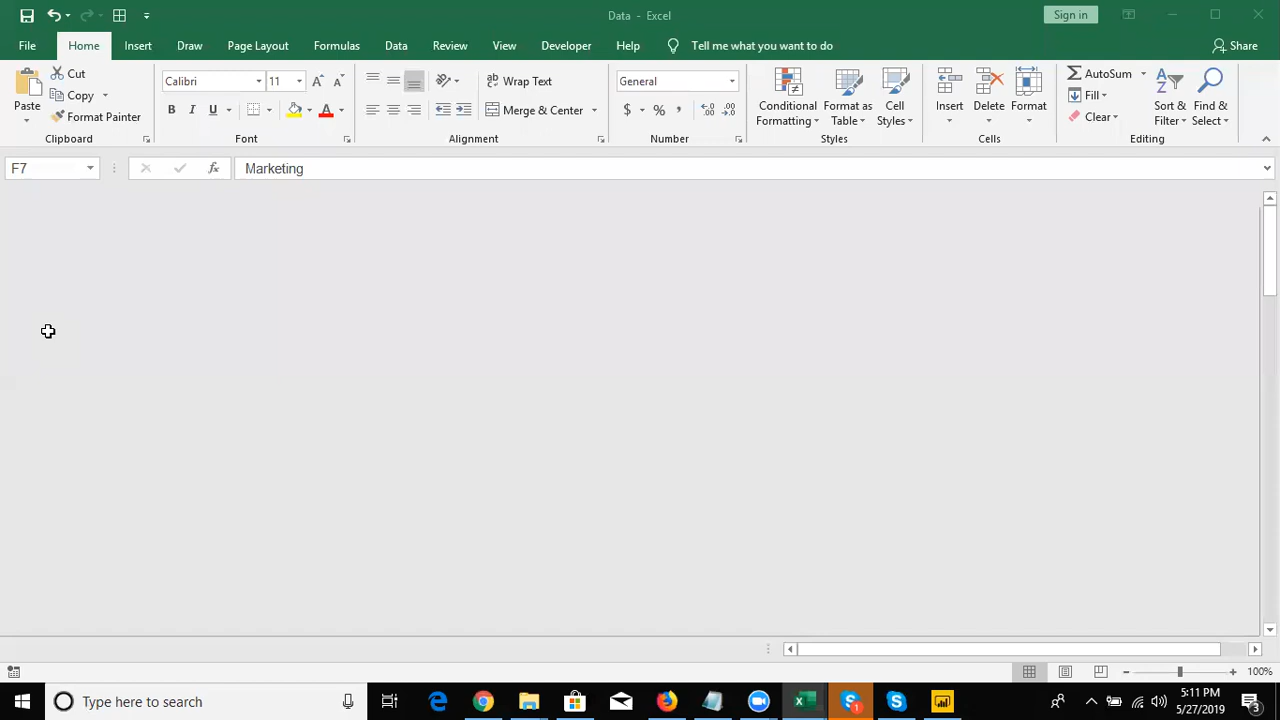 Data - Excel
Sign in
File Home Insert Draw Page Layout Formulas Data Review View Developer Help Tell me what you want to do Share
Paste
Cut
Copy
Format Painter
Clipboard
Calibri 11
B I U
Font
Wrap Text
Merge & Center
Alignment
General
$ % ,
Number
Conditional Formatting
Format as Table
Cell Styles
Styles
Insert
Delete
Format
Cells
AutoSum
Fill
Clear
Sort & Filter
Find & Select
Editing
F7 fx Marketing
100%
Type here to search
1
5:11 PM
5/27/2019
3